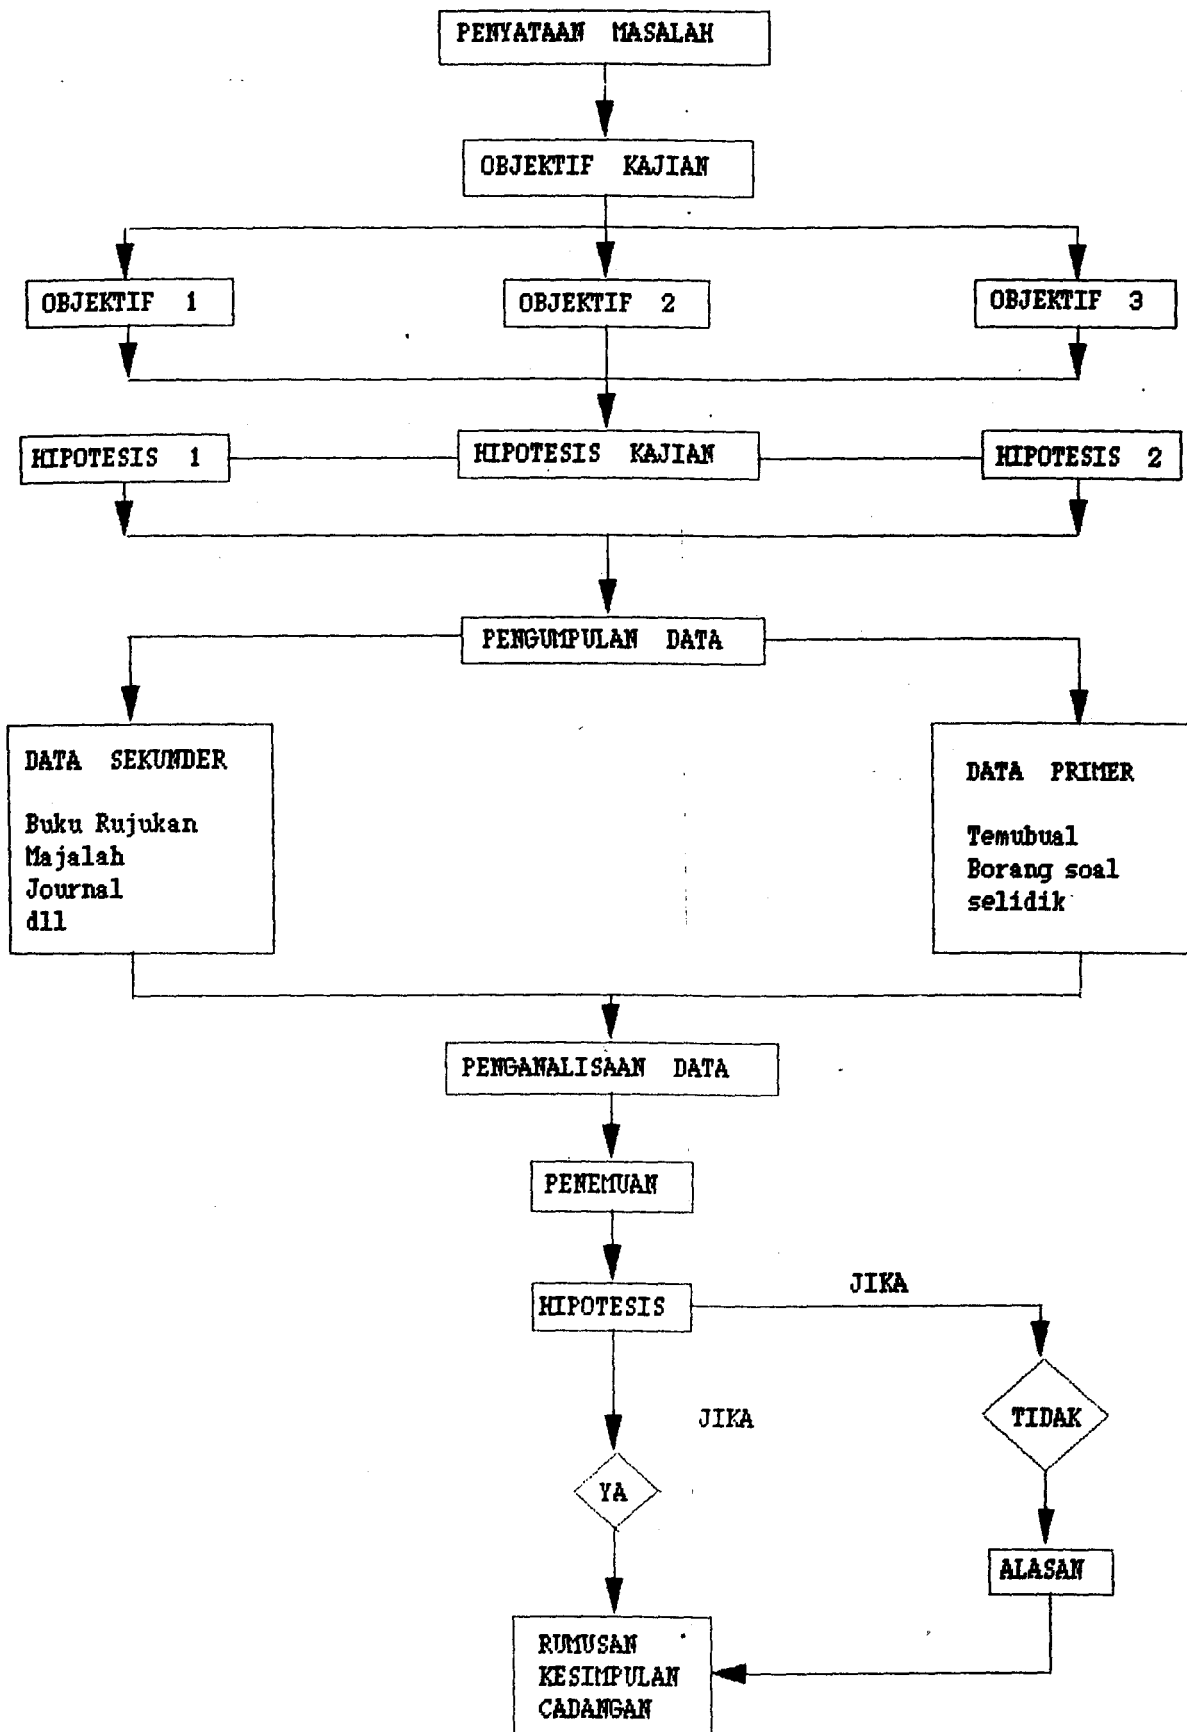 PENYATAAN MASALAH
OBJEKTIF KAJIAN
OBJEKTIF 1
OBJEKTIF 2
OBJEKTIF 3
HIPOTESIS 1
HIPOTESIS KAJIAN
HIPOTESIS 2
PENGUMPULAN DATA
DATA SEKUNDER
Buku Rujukan
Majalah
Journal
dll
DATA PRIMER
Temubual
Borang soal
selidik
PENGANALISAAN DATA
PENEMUAN
HIPOTESIS
JIKA
JIKA
TIDAK
YA
ALASAN
RUMUSAN
KESIMPULAN
CADANGAN